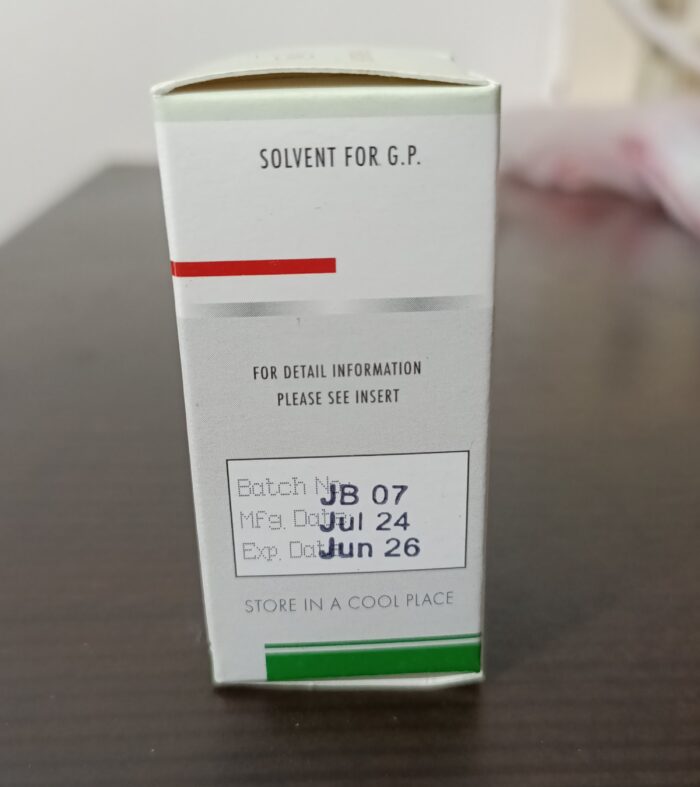 SOLVENT FOR G.P.
FOR DETAIL INFORMATION
PLEASE SEE INSERT
Batch No. JB 07
Mfg. Date: Jul 24
Exp. Date: Jun 26
STORE IN A COOL PLACE